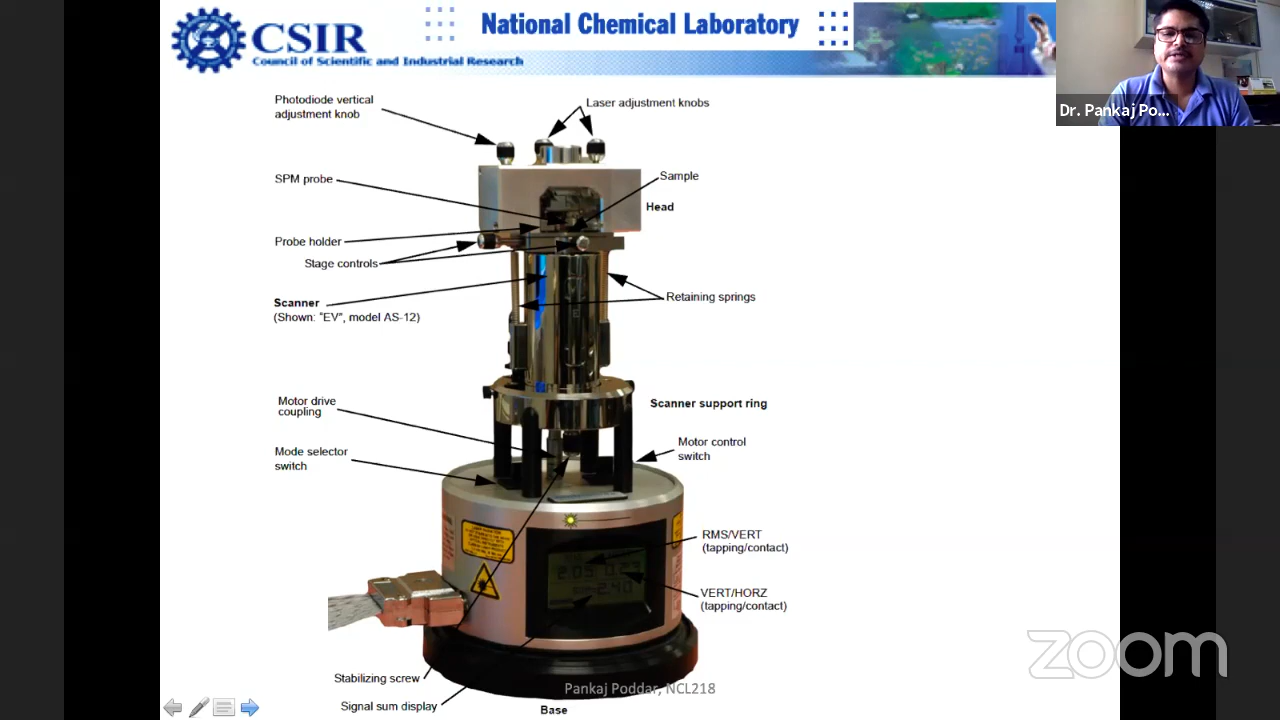 CSIR
Council of Scientific and Industrial Research
National Chemical Laboratory
Dr. Pankaj Po...
Photodiode vertical
adjustment knob
Laser adjustment knobs
SPM probe
Sample
Head
Probe holder
Stage controls
Scanner
(Shown: "EV", model AS-12)
Retaining springs
Motor drive
coupling
Scanner support ring
Mode selector
switch
Motor control
switch
RMS/VERT
(tapping/contact)
VERT/HORZ
(tapping/contact)
Stabilizing screw
Signal sum display
Base
Pankaj Poddar, NCL218
zoom